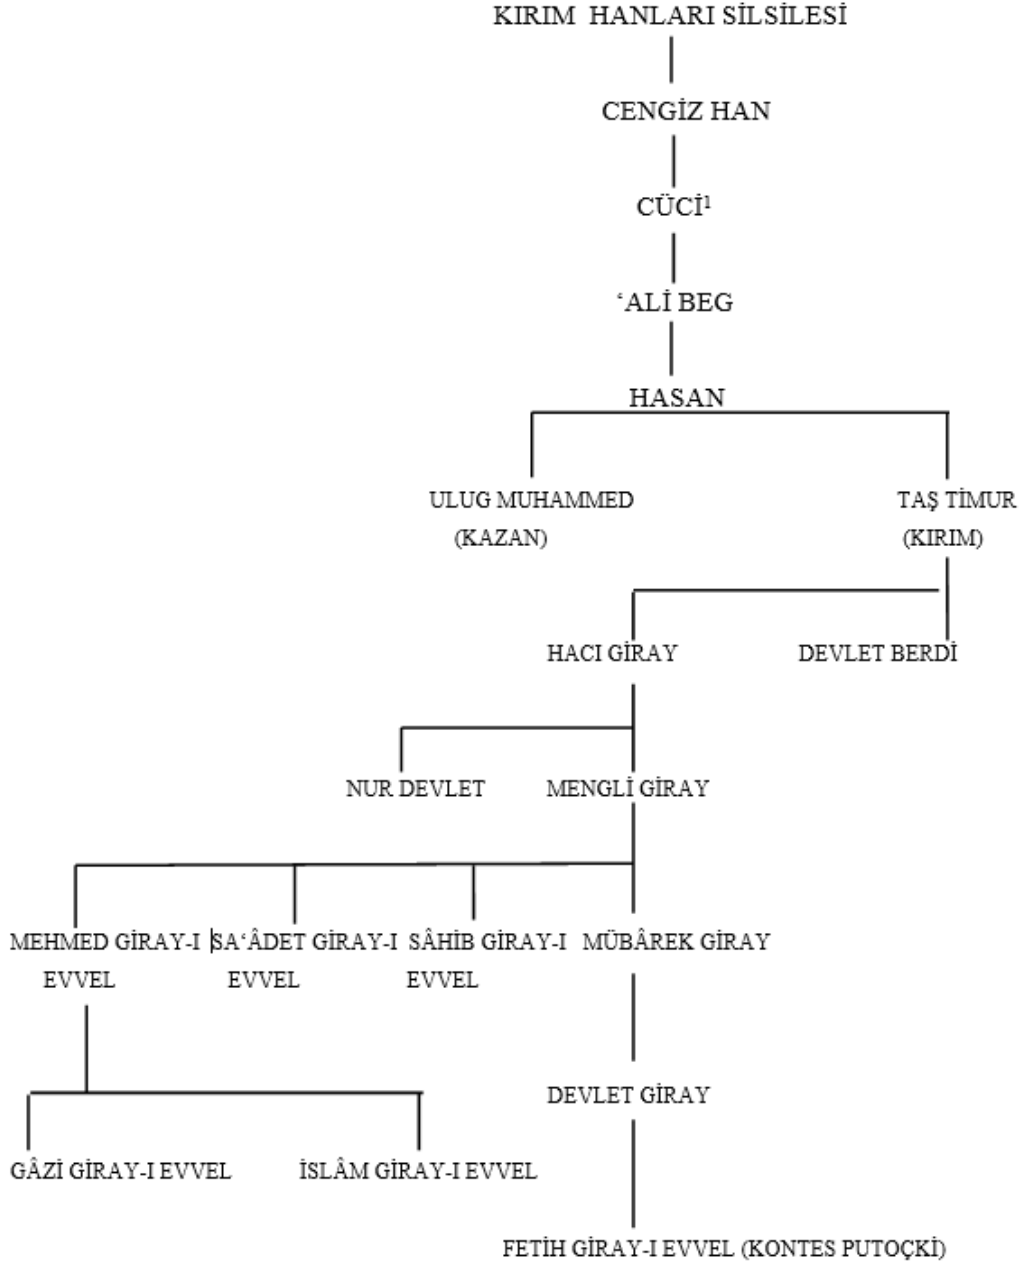 KIRIM HANLARI SİLSİLESİ
CENGİZ HAN
CÜCİ¹
‘ALİ BEG
HASAN
ULUG MUHAMMED TAŞ TİMUR
(KAZAN) (KIRIM)
HACI GİRAY DEVLET BERDİ
NUR DEVLET MENGLİ GİRAY
MEHMED GİRAY-I SA‘ÂDET GİRAY-I SÂHİB GİRAY-I MÜBÂREK GİRAY
EVVEL EVVEL EVVEL
DEVLET GİRAY
GÂZİ GİRAY-I EVVEL İSLÂM GİRAY-I EVVEL
FETİH GİRAY-I EVVEL (KONTES PUTOÇKİ)